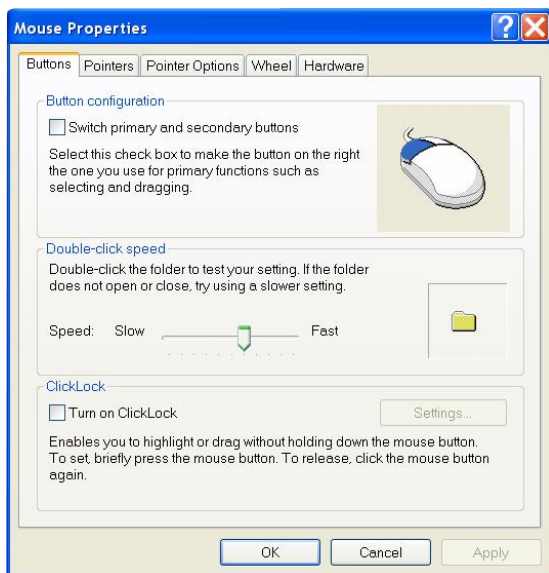 Mouse Properties
Buttons Pointers Pointer Options Wheel Hardware
Button configuration
Switch primary and secondary buttons
Select this check box to make the button on the right
the one you use for primary functions such as
selecting and dragging.
Double-click speed
Double-click the folder to test your setting. If the folder
does not open or close, try using a slower setting.
Speed: Slow Fast
ClickLock
Turn on ClickLock Settings...
Enables you to highlight or drag without holding down the mouse button.
To set, briefly press the mouse button. To release, click the mouse button
again.
OK Cancel Apply